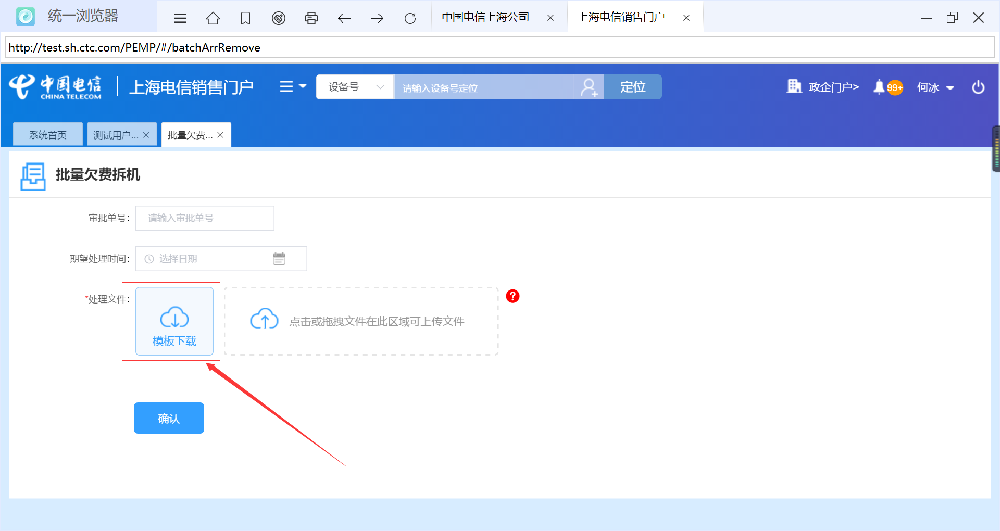 统一浏览器
中国电信上海公司
上海电信销售门户
http://test.sh.ctc.com/PEMP/#/batchArrRemove
中国电信
CHINA TELECOM
上海电信销售门户
设备号
请输入设备号定位
定位
政企门户>
99+
何冰
系统首页
测试用户...
批量欠费...
批量欠费拆机
审批单号:
请输入审批单号
期望处理时间:
选择日期
*处理文件:
模板下载
点击或拖拽文件在此区域可上传文件
?
确认